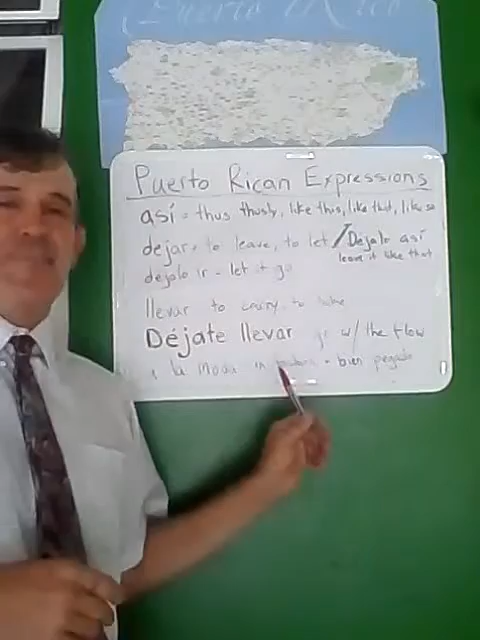 Puerto Rico
Puerto Rican Expressions
así = thus thusly, like this, like that, like so
dejar = to leave, to let / Déjalo así
leave it like that
dejalo ir - let it go
llevar to carry, to take
Déjate llevar go w/ the flow
a la moda in = bien pegado